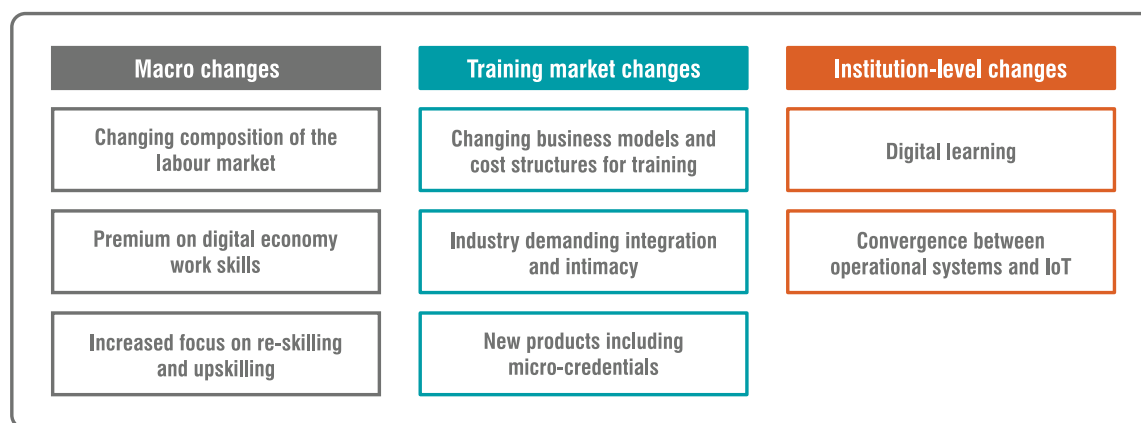 Macro changes
Changing composition of the
labour market
Premium on digital economy
work skills
Increased focus on re-skilling
and upskilling
Training market changes
Changing business models and
cost structures for training
Industry demanding integration
and intimacy
New products including
micro-credentials
Institution-level changes
Digital learning
Convergence between
operational systems and IoT